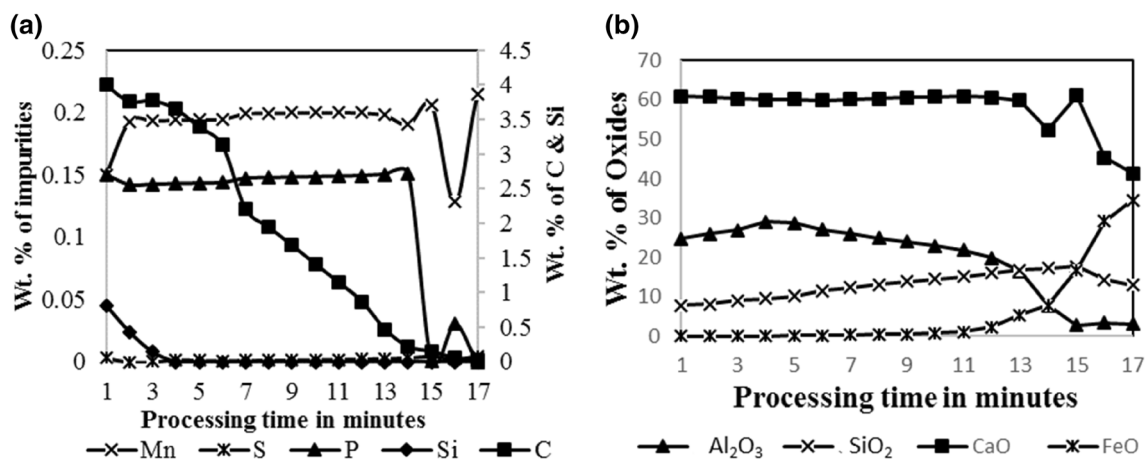 (a)
0.25
0.2
0.15
0.1
0.05
0
Wt. % of impurities
4.5
4
3.5
3
2.5
2
1.5
1
0.5
0
Wt. % of C & Si
1 3 5 7 9 11 13 15 17
Processing time in minutes
Mn S P Si C
(b)
70
60
50
40
30
20
10
0
Wt. % of Oxides
1 3 5 7 9 11 13 15 17
Processing time in minutes
Al₂O₃ SiO₂ CaO FeO